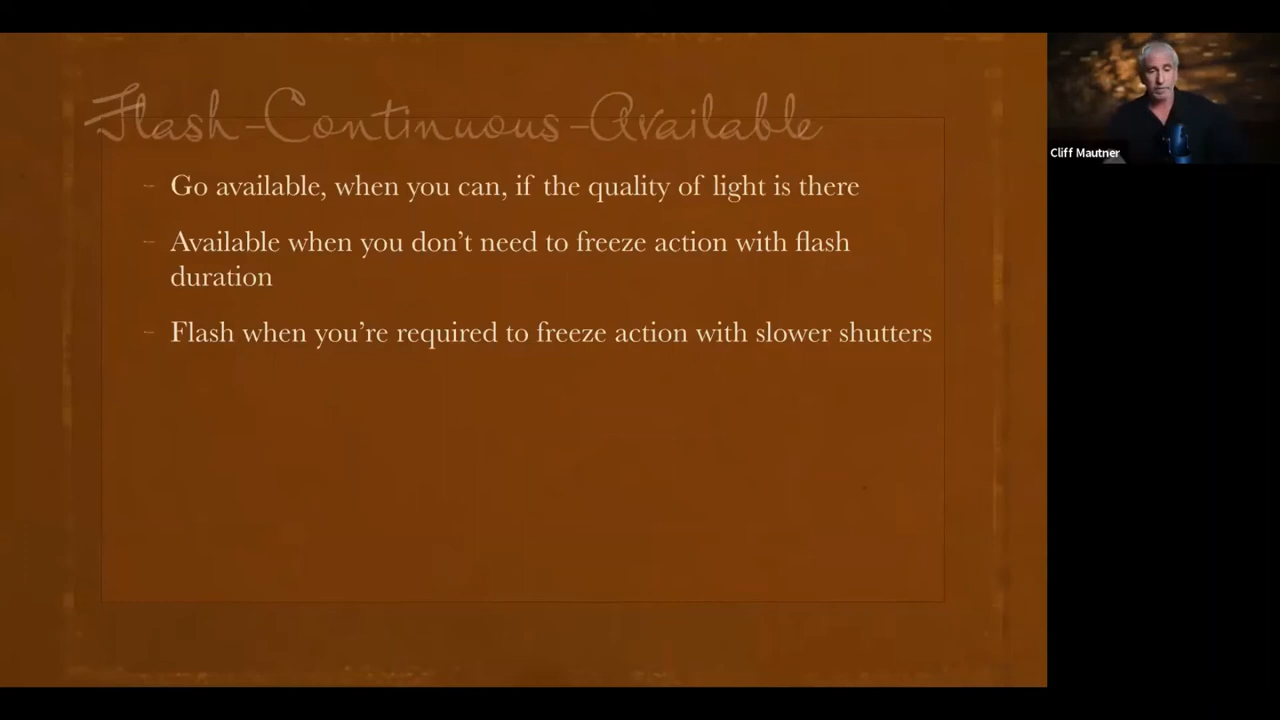 Flash-Continuous-Available
– Go available, when you can, if the quality of light is there
– Available when you don’t need to freeze action with flash
duration
– Flash when you’re required to freeze action with slower shutters
Cliff Mautner